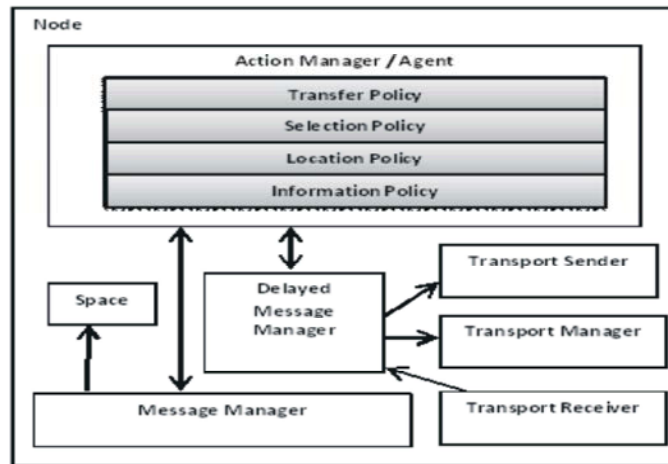 Node
Action Manager / Agent
Transfer Policy
Selection Policy
Location Policy
Information Policy
Space
Delayed
Message
Manager
Transport Sender
Transport Manager
Message Manager
Transport Receiver